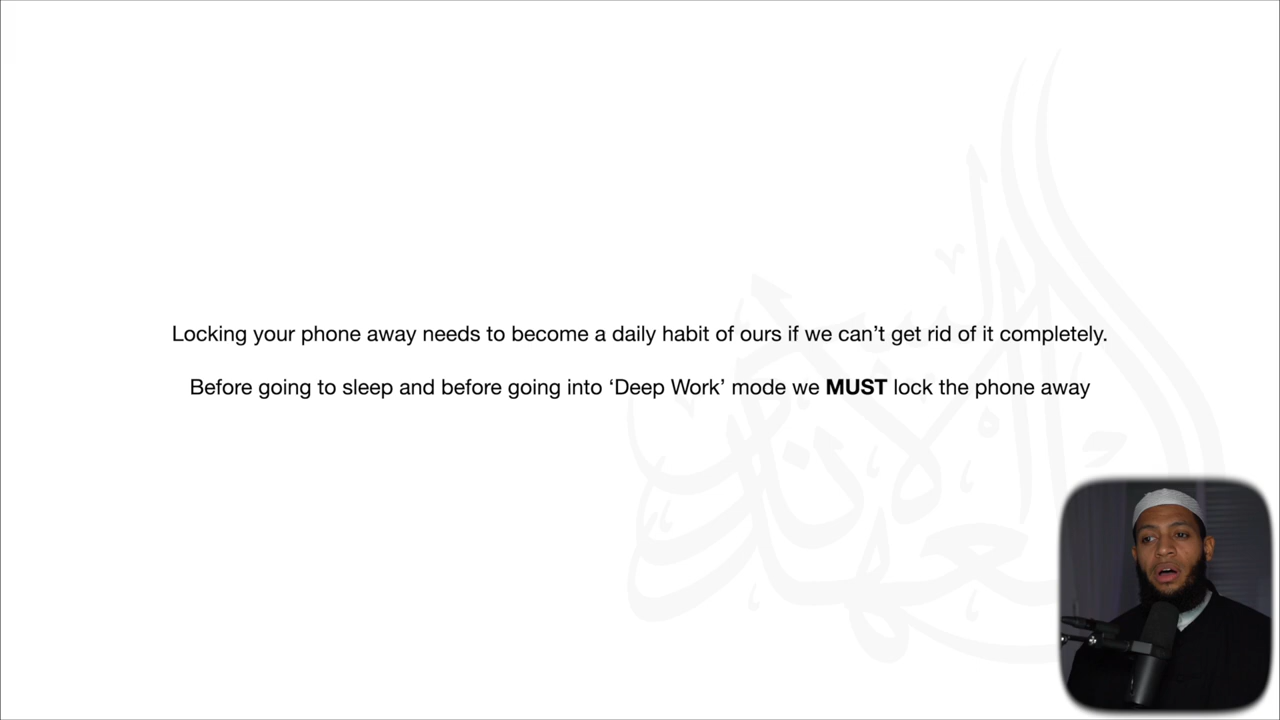 Locking your phone away needs to become a daily habit of ours if we can’t get rid of it completely.
Before going to sleep and before going into ‘Deep Work’ mode we MUST lock the phone away